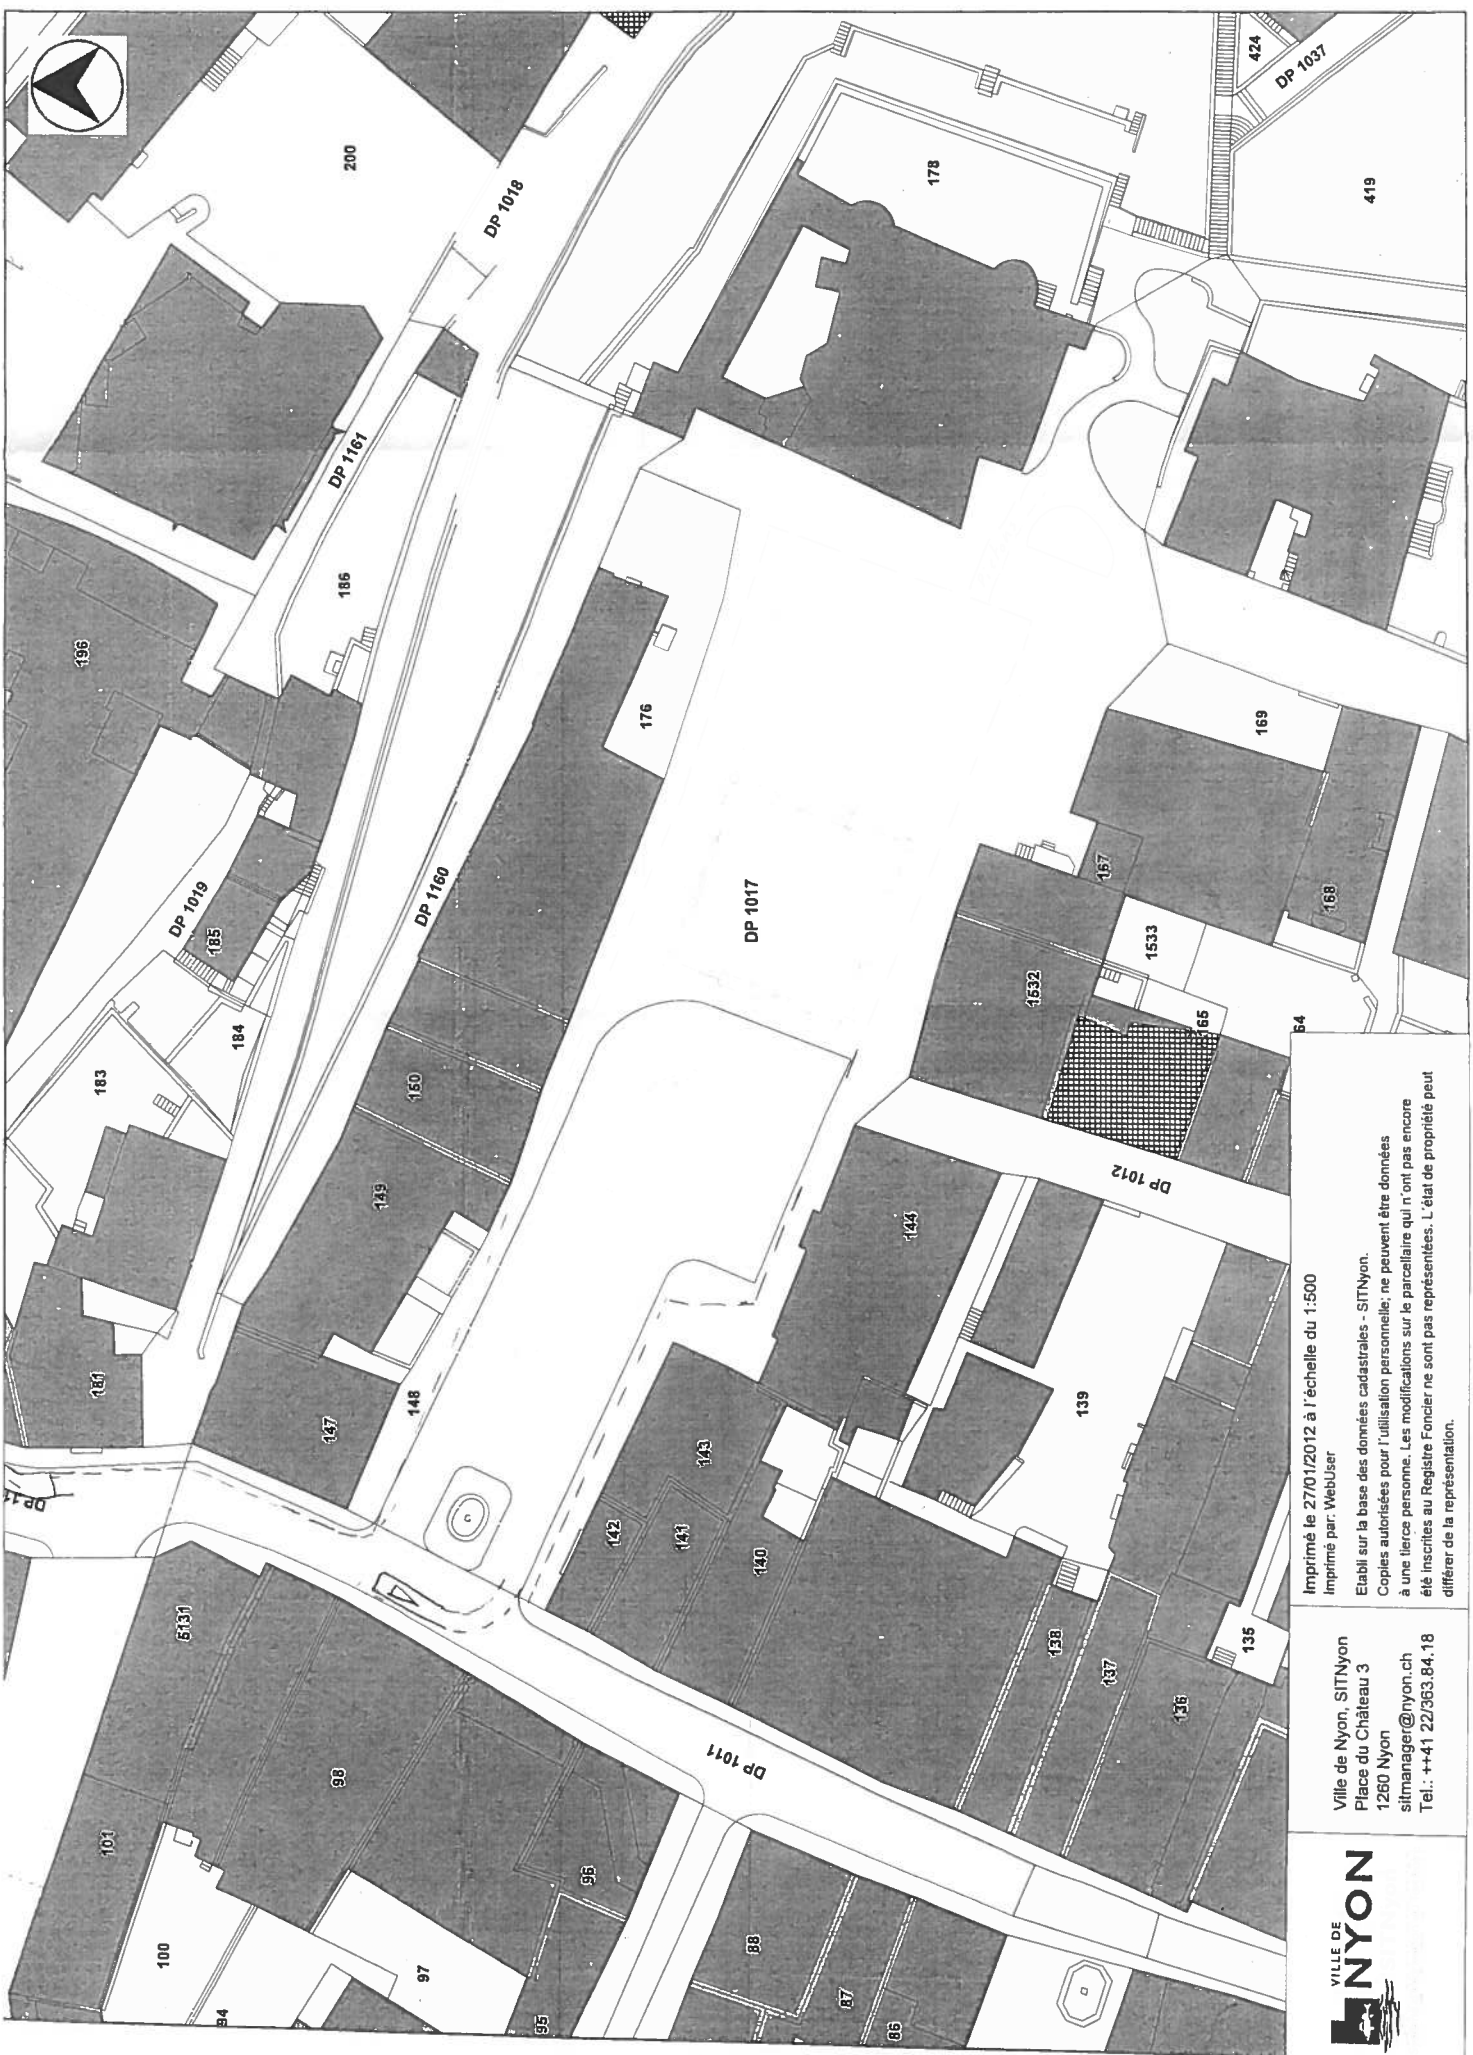 200
424
DP 1037
DP 1018
178
419
DP 1161
186
196
176
DP 1019
185
DP 1160
169
167
168
DP 1017
1533
1532
165
64
184
183
150
149
DP 1012
144
181
147
148
143
142
141
140
139
5131
138
137
135
136
DP 1011
101
98
96
100
97
94
95
88
87
86
Imprimé le 27/01/2012 à l'échelle du 1:500
Imprimé par: WebUser
Etabli sur la base des données cadastrales - SITNyon.
Copies autorisées pour l'utilisation personnelle; ne peuvent être données
à une tierce personne. Les modifications sur le parcellaire qui n'ont pas encore
été inscrites au Registre Foncier ne sont pas représentées. L'état de propriété peut
différer de la représentation.
Ville de Nyon, SITNyon
Place du Château 3
1260 Nyon
sitmanager@nyon.ch
Tel.: ++41 22/363.84.18
VILLE DE
NYON